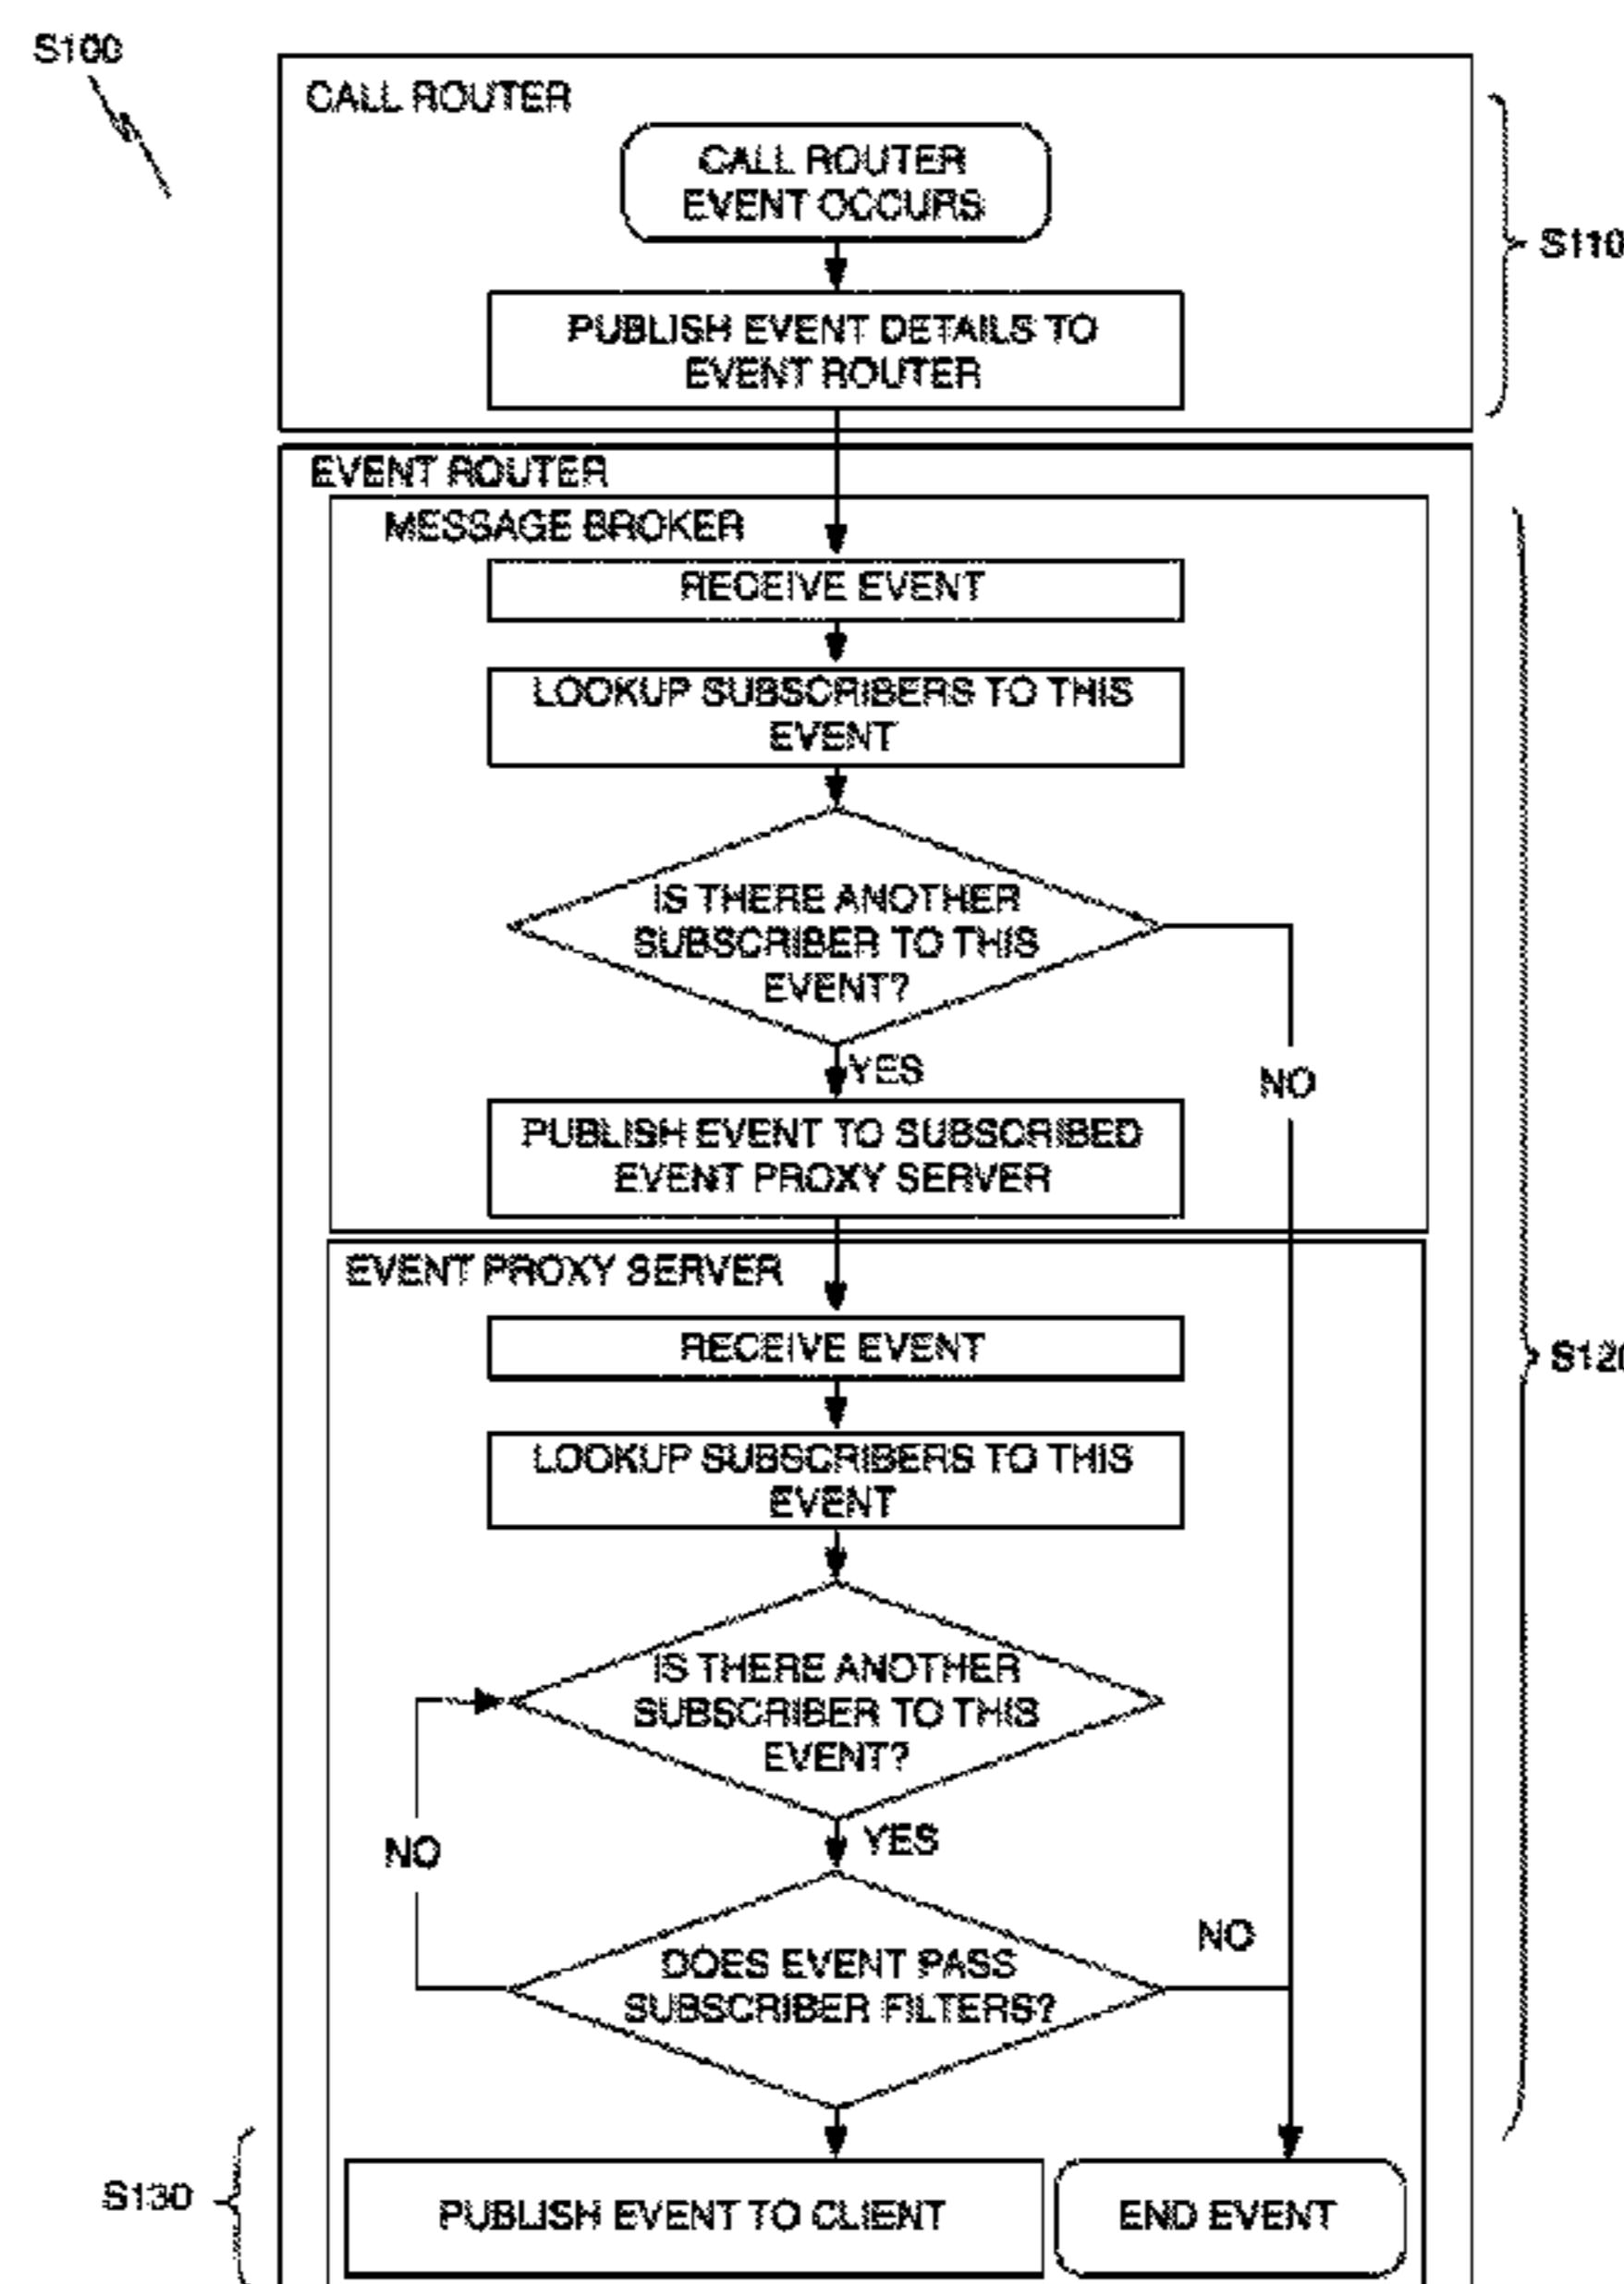 S100
CALL ROUTER
CALL ROUTER
EVENT OCCURS
S110
PUBLISH EVENT DETAILS TO
EVENT ROUTER
EVENT ROUTER
MESSAGE BROKER
RECEIVE EVENT
LOOKUP SUBSCRIBERS TO THIS
EVENT
IS THERE ANOTHER
SUBSCRIBER TO THIS
EVENT?
YES
NO
PUBLISH EVENT TO SUBSCRIBED
EVENT PROXY SERVER
EVENT PROXY SERVER
RECEIVE EVENT
S120
LOOKUP SUBSCRIBERS TO THIS
EVENT
IS THERE ANOTHER
SUBSCRIBER TO THIS
EVENT?
YES
NO
NO
DOES EVENT PASS
SUBSCRIBER FILTERS?
S130
PUBLISH EVENT TO CLIENT
END EVENT